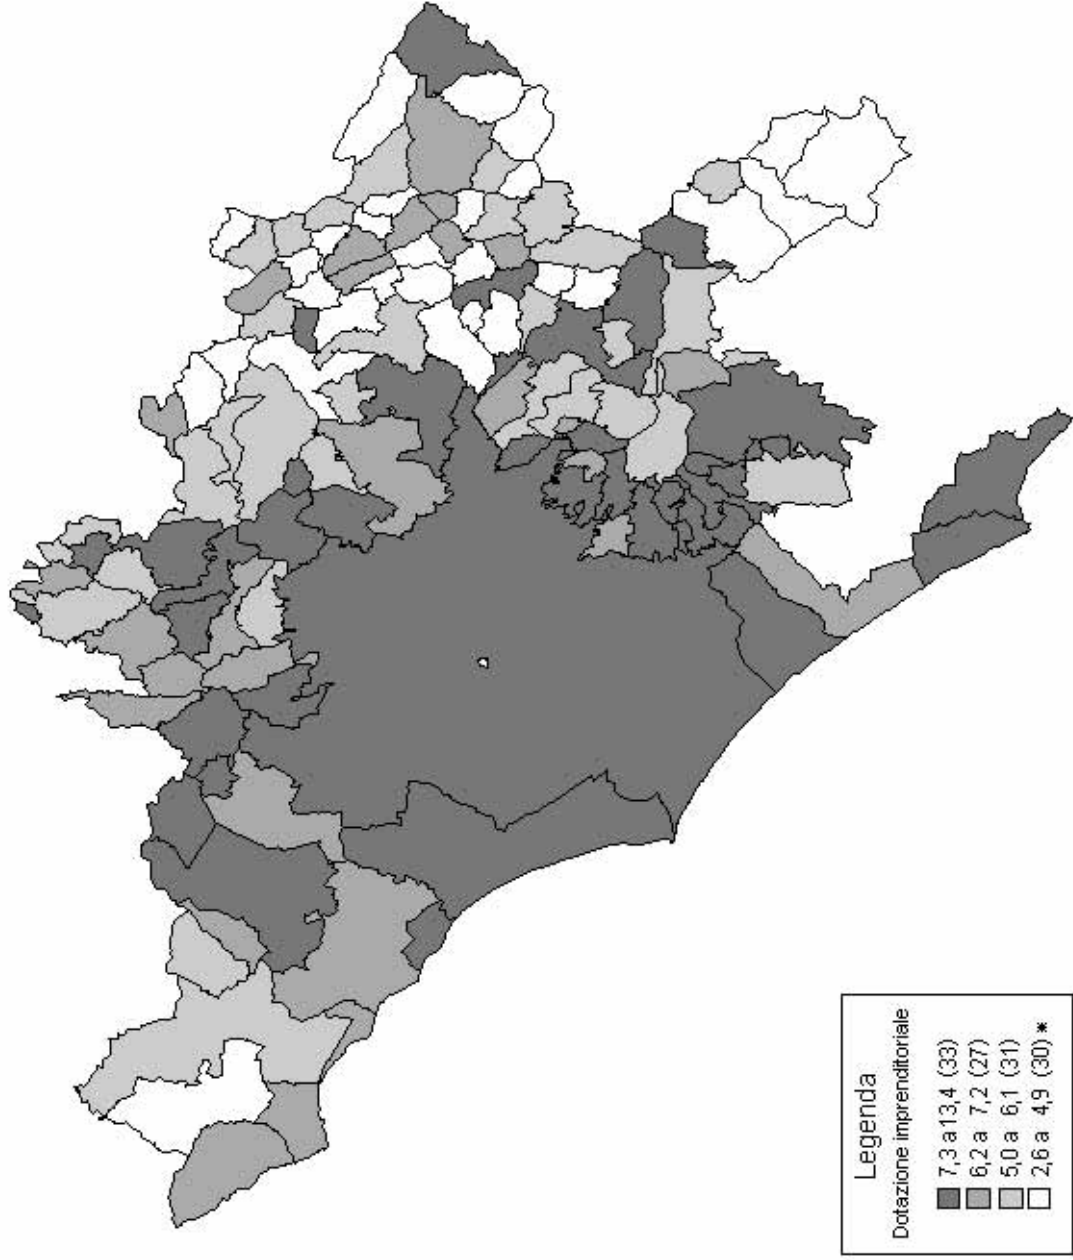 Legenda
Dotazione imprenditoriale
7,3 a 13,4 (33)
6,2 a 7,2 (27)
5,0 a 6,1 (31)
2,6 a 4,9 (30) *